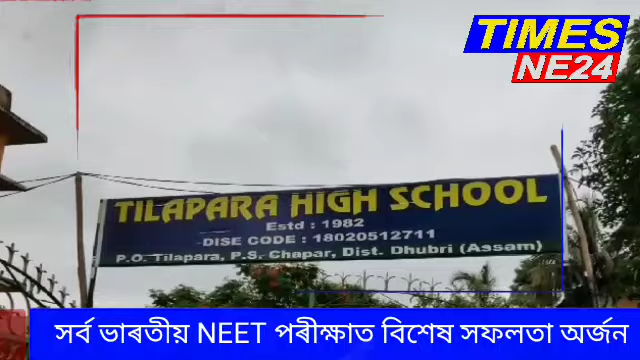 TIMES
NE24
TILAPARA HIGH SCHOOL
Estd : 1982
DISE CODE : 18020512711
P.O. Tilapara, P.S. Chapar, Dist. Dhubri (Assam)
সৰ্ব ভাৰতীয় NEET পৰীক্ষাত বিশেষ সফলতা অৰ্জন